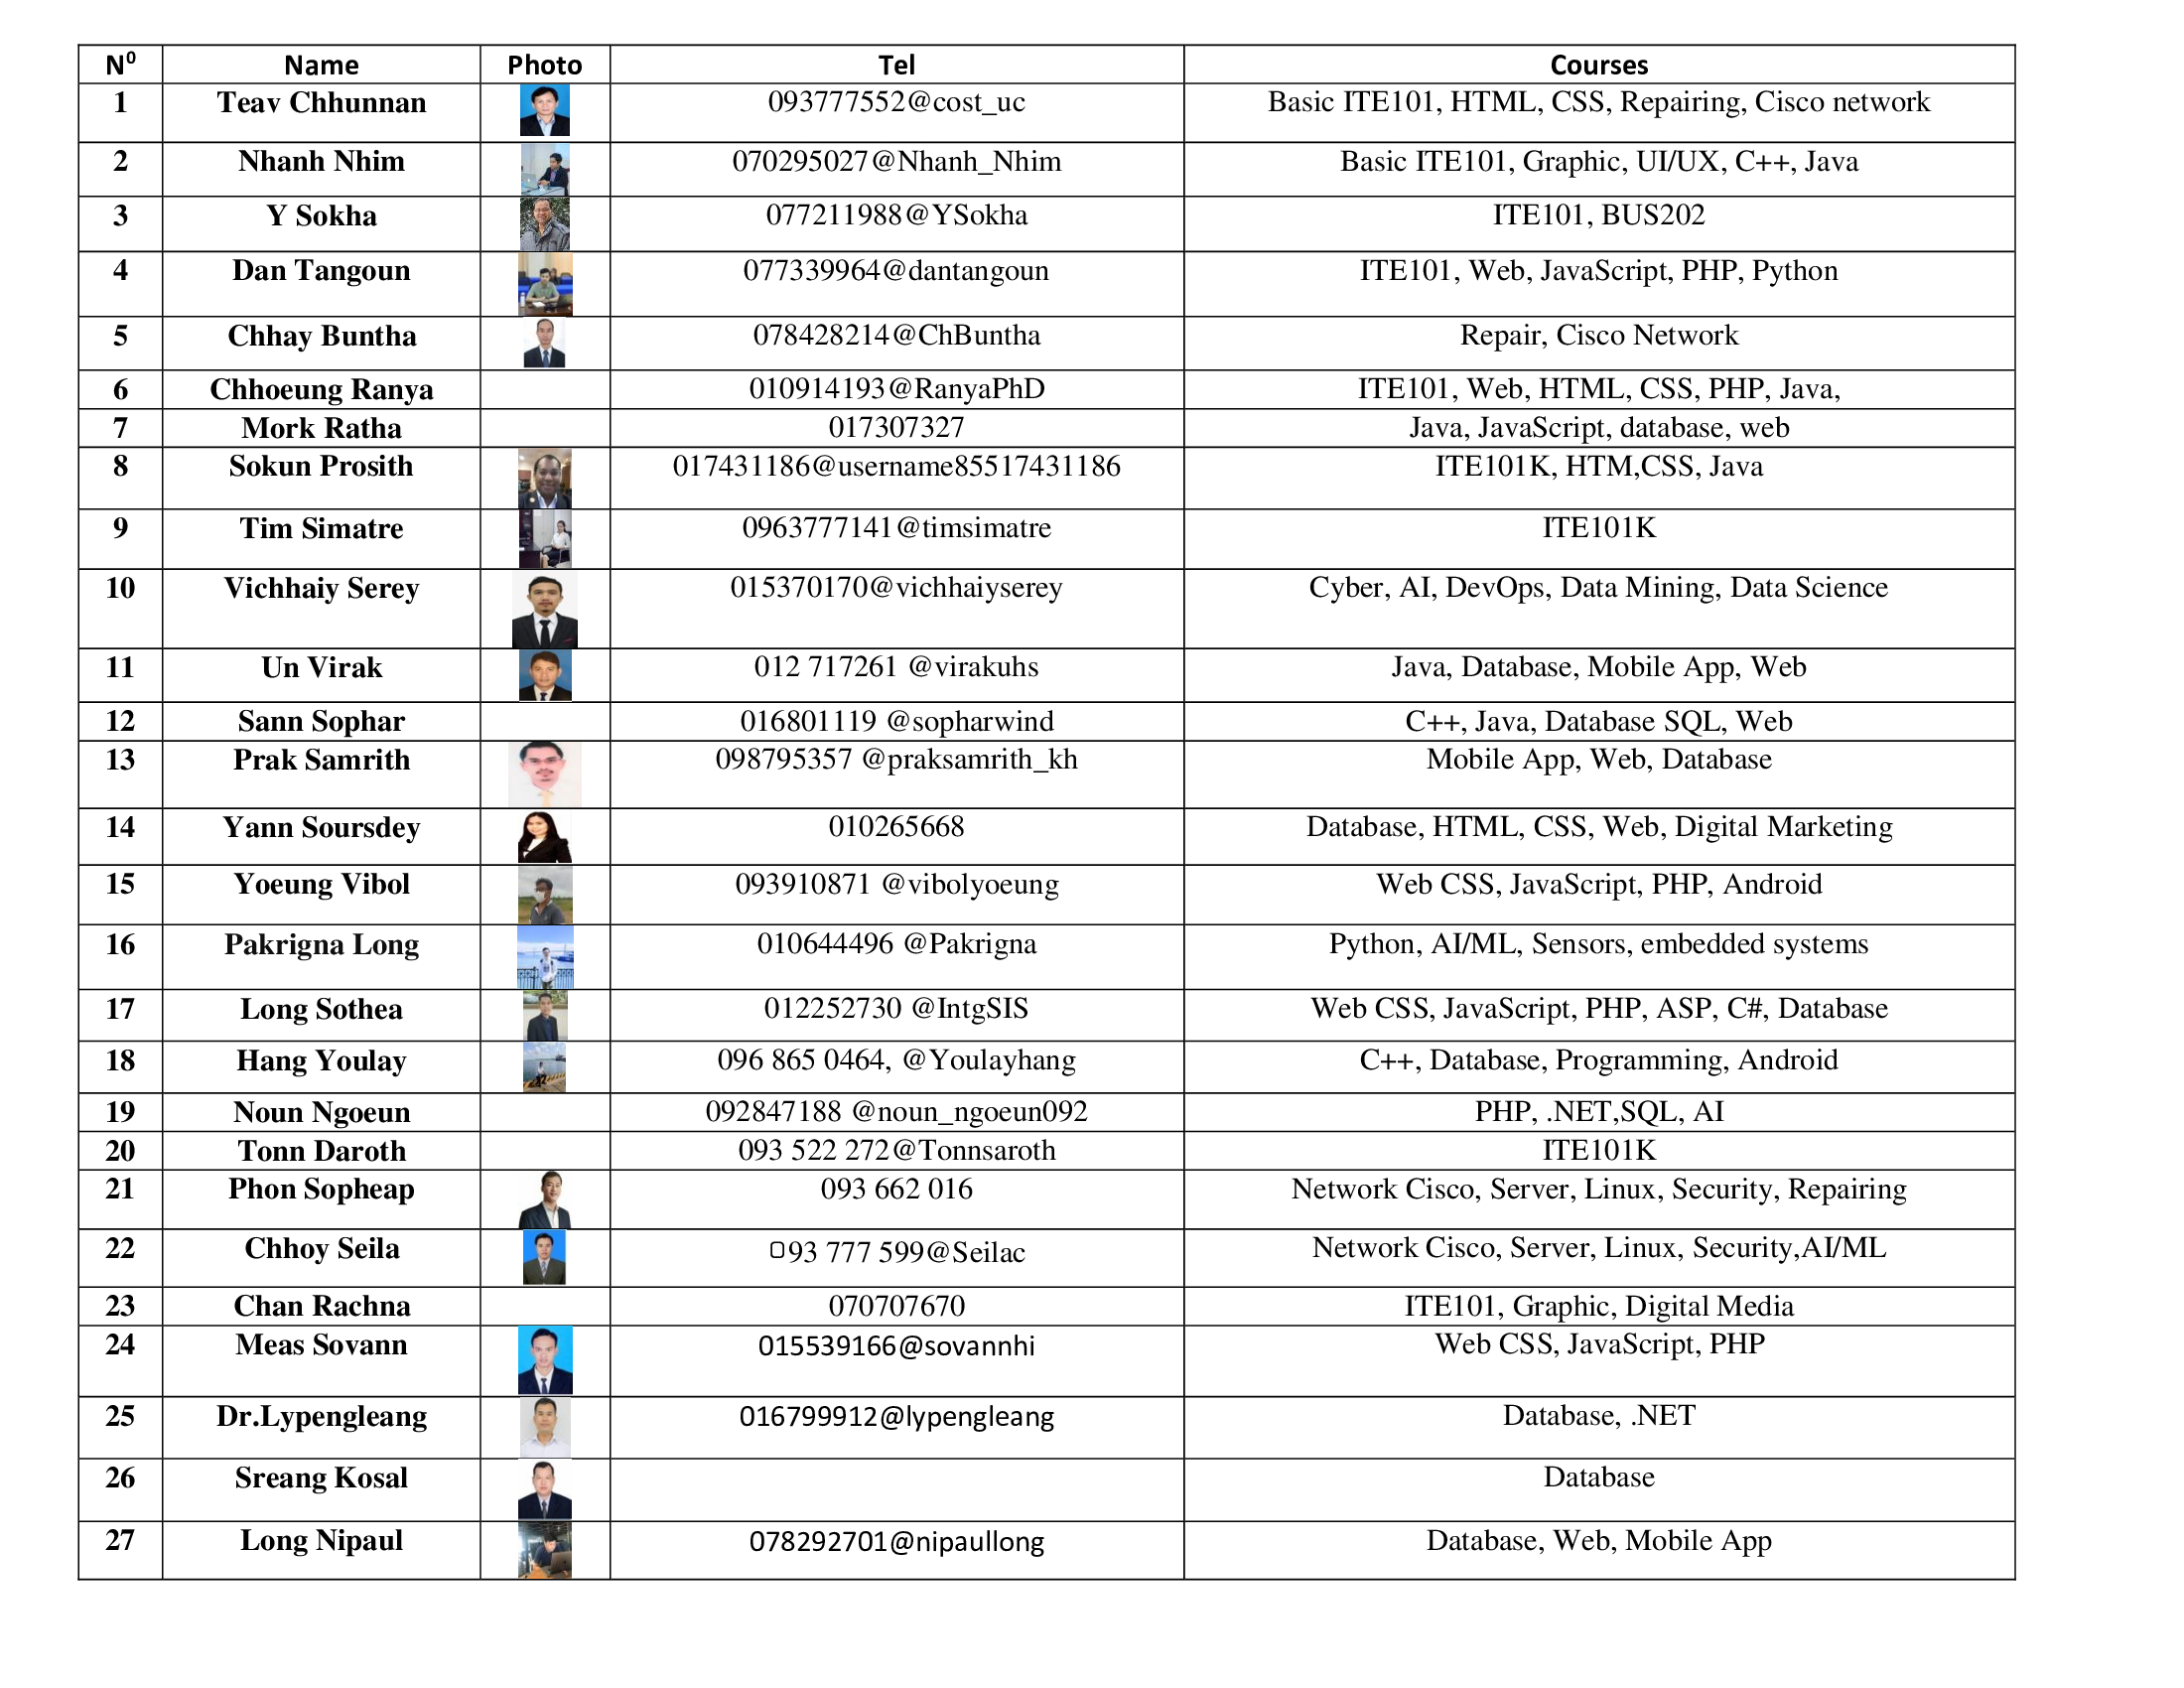 N⁰ Name Photo Tel Courses
1 Teav Chhunnan 093777552@cost_uc Basic ITE101, HTML, CSS, Repairing, Cisco network
2 Nhanh Nhim 070295027@Nhanh_Nhim Basic ITE101, Graphic, UI/UX, C++, Java
3 Y Sokha 077211988@YSokha ITE101, BUS202
4 Dan Tangoun 077339964@dantangoun ITE101, Web, JavaScript, PHP, Python
5 Chhay Buntha 078428214@ChBuntha Repair, Cisco Network
6 Chhoeung Ranya 010914193@RanyaPhD ITE101, Web, HTML, CSS, PHP, Java,
7 Mork Ratha 017307327 Java, JavaScript, database, web
8 Sokun Prosith 017431186@username85517431186 ITE101K, HTM,CSS, Java
9 Tim Simatre 0963777141@timsimatre ITE101K
10 Vichhaiy Serey 015370170@vichhaiyserey Cyber, AI, DevOps, Data Mining, Data Science
11 Un Virak 012 717261 @virakuhs Java, Database, Mobile App, Web
12 Sann Sophar 016801119 @sopharwind C++, Java, Database SQL, Web
13 Prak Samrith 098795357 @praksamrith_kh Mobile App, Web, Database
14 Yann Soursdey 010265668 Database, HTML, CSS, Web, Digital Marketing
15 Yoeung Vibol 093910871 @vibolyoeung Web CSS, JavaScript, PHP, Android
16 Pakrigna Long 010644496 @Pakrigna Python, AI/ML, Sensors, embedded systems
17 Long Sothea 012252730 @IntgSIS Web CSS, JavaScript, PHP, ASP, C#, Database
18 Hang Youlay 096 865 0464, @Youlayhang C++, Database, Programming, Android
19 Noun Ngoeun 092847188 @noun_ngoeun092 PHP, .NET,SQL, AI
20 Tonn Daroth 093 522 272@Tonnsaroth ITE101K
21 Phon Sopheap 093 662 016 Network Cisco, Server, Linux, Security, Repairing
22 Chhoy Seila ▯93 777 599@Seilac Network Cisco, Server, Linux, Security,AI/ML
23 Chan Rachna 070707670 ITE101, Graphic, Digital Media
24 Meas Sovann 015539166@sovannhi Web CSS, JavaScript, PHP
25 Dr.Lypengleang 016799912@lypengleang Database, .NET
26 Sreang Kosal Database
27 Long Nipaul 078292701@nipaullong Database, Web, Mobile App